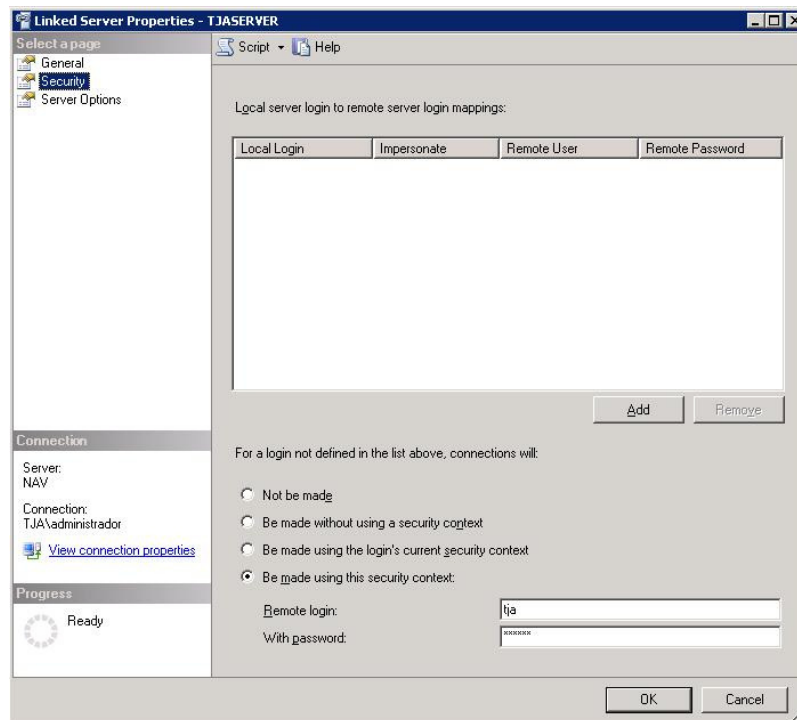 Linked Server Properties - TJASERVER
Select a page
General
Security
Server Options
Script
Help
Local server login to remote server login mappings:
Local Login Impersonate Remote User Remote Password
Add Remove
Connection
Server:
NAV
Connection:
TJA\administrador
View connection properties
Progress
Ready
For a login not defined in the list above, connections will:
Not be made
Be made without using a security context
Be made using the login's current security context
Be made using this security context:
Remote login: tja
With password: ******
OK Cancel